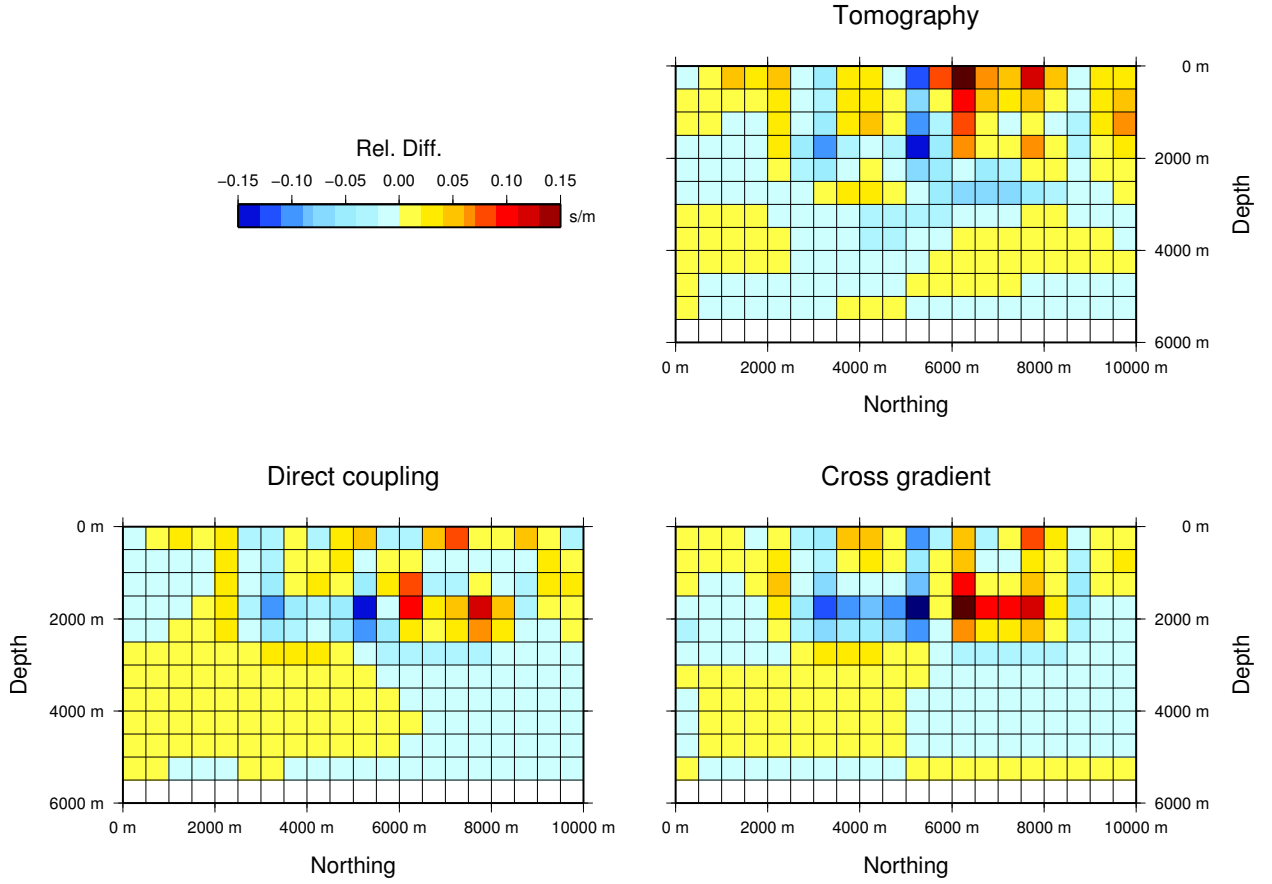 Tomography
0 m
2000 m
4000 m
6000 m
Depth
0 m 2000 m 4000 m 6000 m 8000 m 10000 m
Northing
Rel. Diff.
−0.15 −0.10 −0.05 0.00 0.05 0.10 0.15
s/m
Direct coupling
0 m
2000 m
4000 m
6000 m
Depth
0 m 2000 m 4000 m 6000 m 8000 m 10000 m
Northing
Cross gradient
0 m
2000 m
4000 m
6000 m
Depth
0 m 2000 m 4000 m 6000 m 8000 m 10000 m
Northing